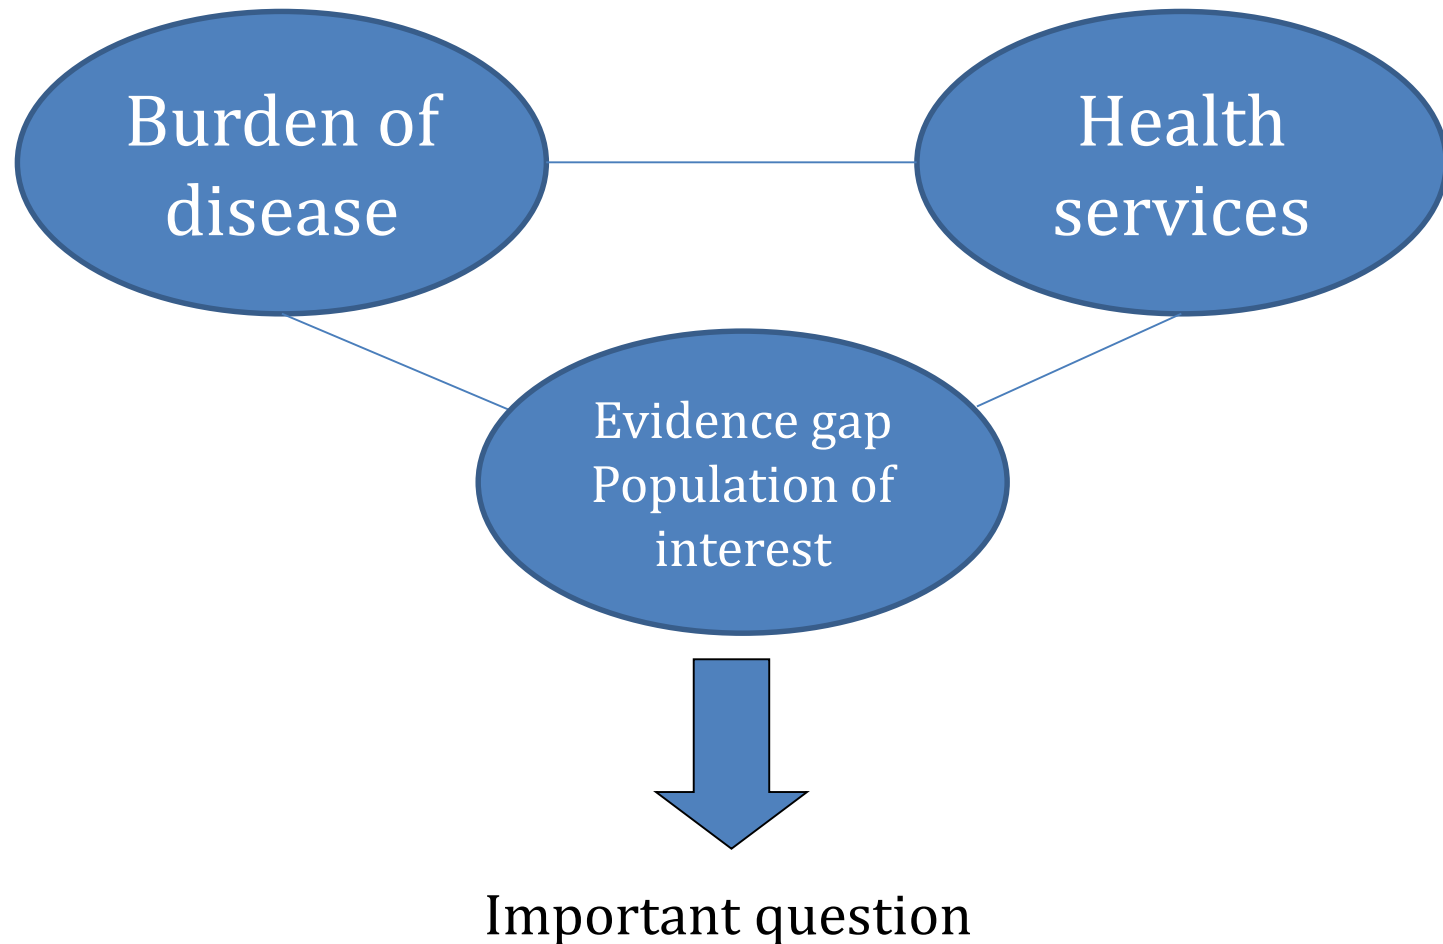 Burden of
disease
Health
services
Evidence gap
Population of
interest
Important question